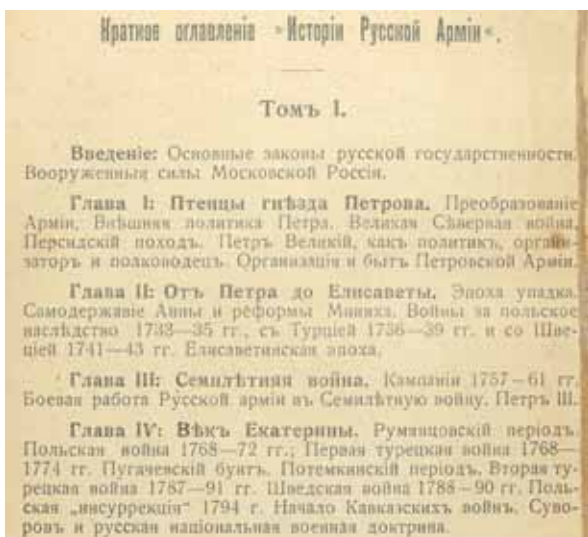 Краткое оглавленіе »Исторіи Русской Арміи«.
Томъ I.
Введеніе: Основные законы русской государственности.
Вооруженныя силы Московской Россіи.
Глава I: Птенцы гнѣзда Петрова. Преобразованіе
Арміи. Внѣшняя политика Петра. Великая Сѣверная война.
Персидскій походъ. Петръ Великій, какъ политикъ, органи-
заторъ и полководецъ. Организація и бытъ Петровской Арміи.
Глава II: Отъ Петра до Елисаветы. Эпоха упадка.
Самодержавіе Анны и реформы Миниха. Войны за польское
наслѣдство 1733—35 гг., съ Турціей 1736—39 гг. и со Шве-
ціей 1741—43 гг. Елисаветинская эпоха.
Глава III: Семилѣтняя война. Кампаніи 1757—61 гг.
Боевая работа Русской арміи въ Семилѣтнюю войну. Петръ III.
Глава IV: Вѣкъ Екатерины. Румянцовскій періодъ.
Польская война 1768—72 гг.; Первая турецкая война 1768—
1774 гг. Пугачевскій бунтъ. Потемкинскій періодъ. Вторая ту-
рецкая война 1787—91 гг. Шведская война 1788—90 гг. Поль-
ская „инсуррекція" 1794 г. Начало Кавказскихъ войнъ. Суво-
ровъ и русская національная военная доктрина.